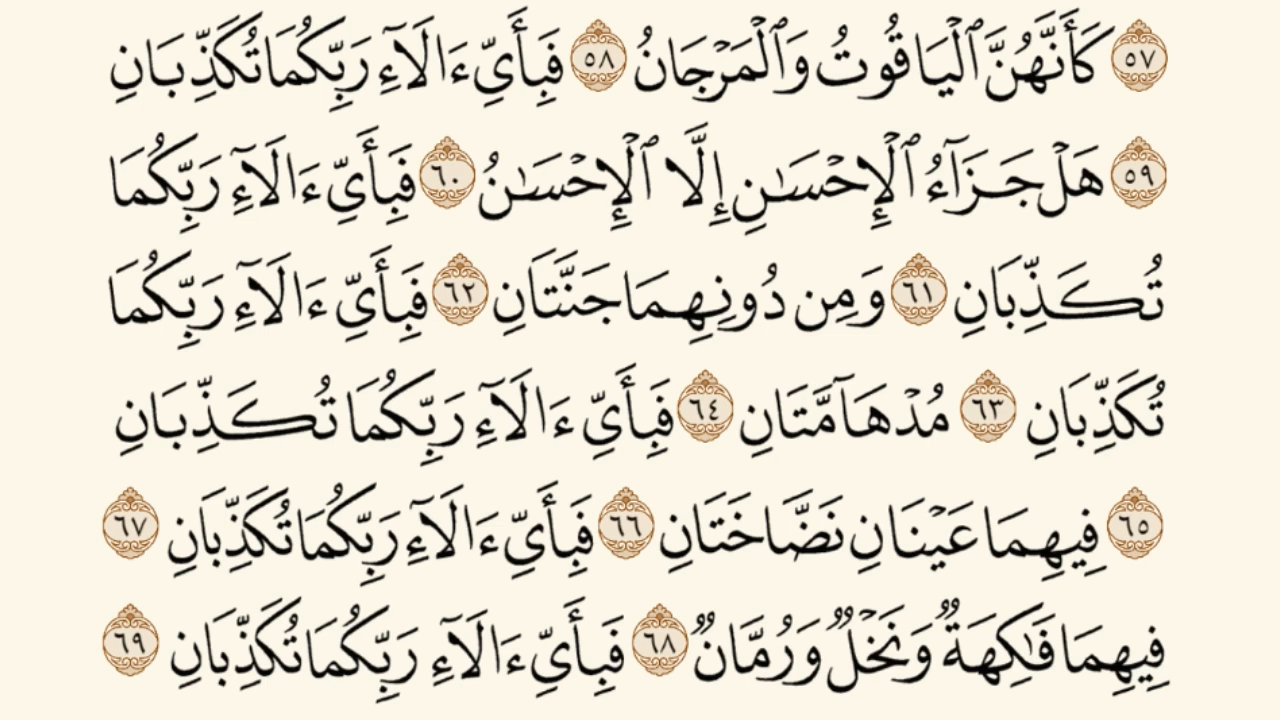 ٥٧ كَأَنَّهُنَّ ٱلْيَاقُوتُ وَٱلْمَرْجَانُ ٥٨ فَبِأَيِّ ءَالَآءِ رَبِّكُمَا تُكَذِّبَانِ
٥٩ هَلْ جَزَآءُ ٱلْإِحْسَٰنِ إِلَّا ٱلْإِحْسَٰنُ ٦٠ فَبِأَيِّ ءَالَآءِ رَبِّكُمَا
تُكَذِّبَانِ ٦١ وَمِن دُونِهِمَا جَنَّتَانِ ٦٢ فَبِأَيِّ ءَالَآءِ رَبِّكُمَا
تُكَذِّبَانِ ٦٣ مُدْهَآمَّتَانِ ٦٤ فَبِأَيِّ ءَالَآءِ رَبِّكُمَا تُكَذِّبَانِ
٦٥ فِيهِمَا عَيْنَانِ نَضَّاخَتَانِ ٦٦ فَبِأَيِّ ءَالَآءِ رَبِّكُمَا تُكَذِّبَانِ ٦٧
فِيهِمَا فَٰكِهَةٌ وَنَخْلٌ وَرُمَّانٌ ٦٨ فَبِأَيِّ ءَالَآءِ رَبِّكُمَا تُكَذِّبَانِ ٦٩